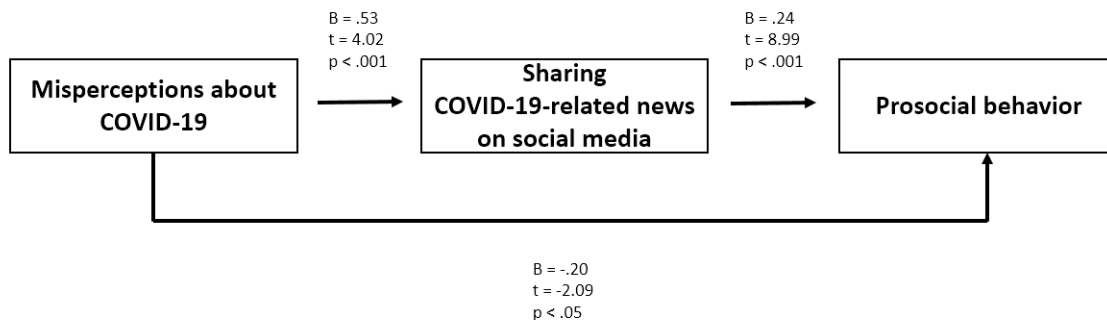 B = .53
t = 4.02
p < .001
B = .24
t = 8.99
p < .001
Misperceptions about
COVID-19
Sharing
COVID-19-related news
on social media
Prosocial behavior
B = -.20
t = -2.09
p < .05